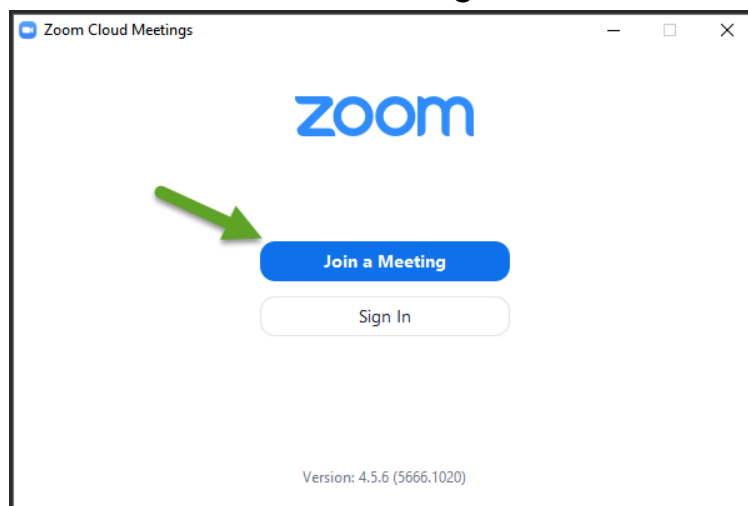 Zoom Cloud Meetings
zoom
Join a Meeting
Sign In
Version: 4.5.6 (5666.1020)